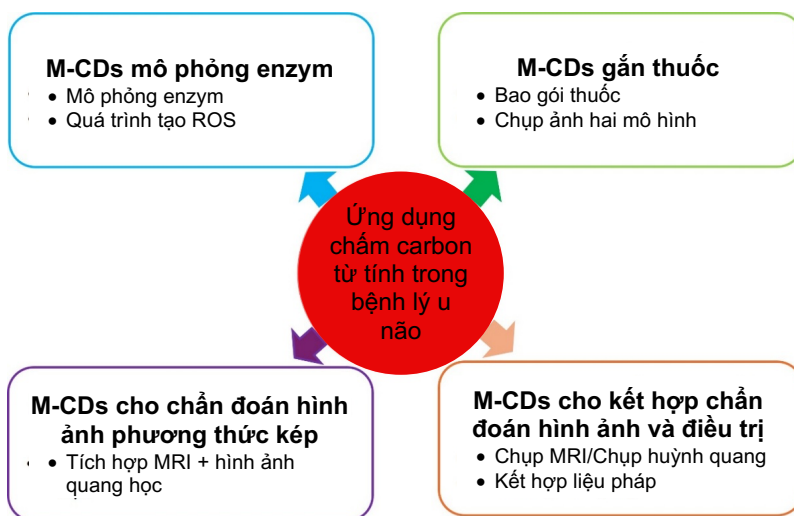 M-CDs mô phỏng enzym
• Mô phỏng enzym
• Quá trình tạo ROS
M-CDs gắn thuốc
• Bao gói thuốc
• Chụp ảnh hai mô hình
Ứng dụng
chấm carbon
từ tính trong
bệnh lý u
não
M-CDs cho chẩn đoán hình
ảnh phương thức kép
• Tích hợp MRI + hình ảnh
quang học
M-CDs cho kết hợp chẩn
đoán hình ảnh và điều trị
• Chụp MRI/Chụp huỳnh quang
• Kết hợp liệu pháp